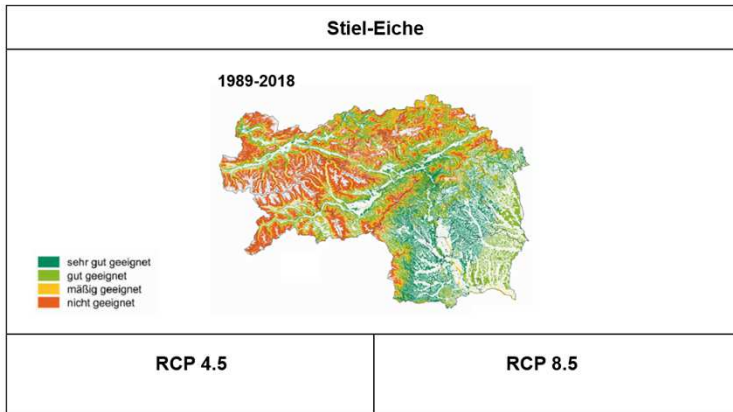 Stiel-Eiche
1989-2018
sehr gut geeignet
gut geeignet
mäßig geeignet
nicht geeignet
RCP 4.5
RCP 8.5